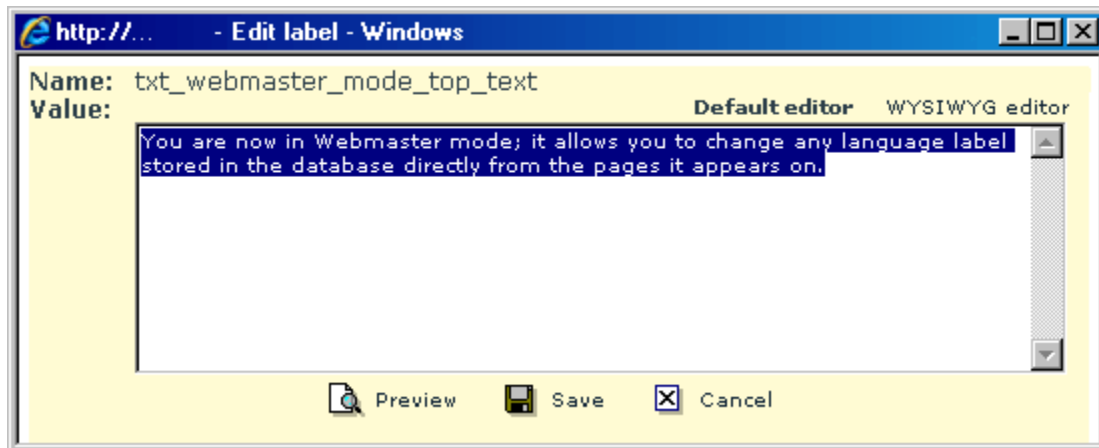 http://... - Edit label - Windows
Name: txt_webmaster_mode_top_text
Value:
Default editor WYSIWYG editor
You are now in Webmaster mode; it allows you to change any language label
stored in the database directly from the pages it appears on.
Preview Save Cancel